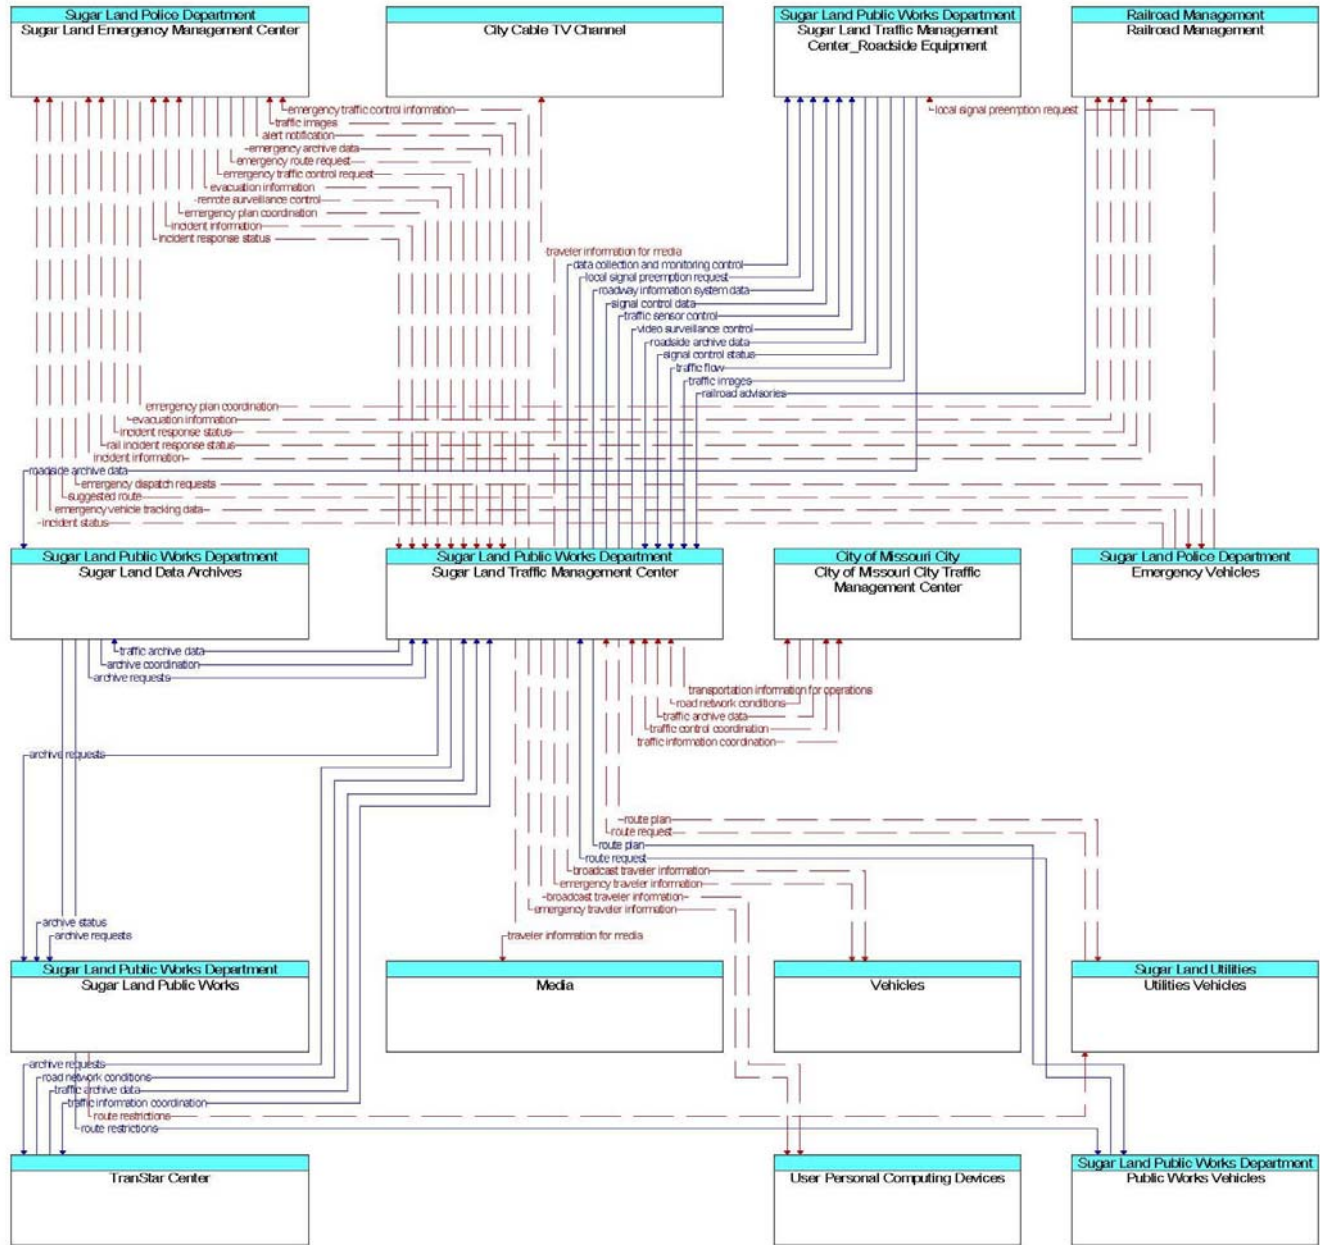 Sugar Land Police Department
Sugar Land Emergency Management Center
City Cable TV Channel
Sugar Land Public Works Department
Sugar Land Traffic Management
Center_Roadside Equipment
Railroad Management
Railroad Management
emergency traffic control information
traffic images
alert notification
emergency archive data
emergency route request
emergency traffic control request
evacuation information
remote surveillance control
emergency plan coordination
incident information
incident response status
local signal preemption request
traveler information for media
data collection and monitoring control
local signal preemption request
roadway information system data
signal control data
traffic sensor control
video surveillance control
roadside archive data
signal control status
traffic flow
traffic images
railroad advisories
emergency plan coordination
evacuation information
incident response status
rail incident response status
incident information
roadside archive data
emergency dispatch requests
suggested route
emergency vehicle tracking data
incident status
Sugar Land Public Works Department
Sugar Land Data Archives
Sugar Land Public Works Department
Sugar Land Traffic Management Center
City of Missouri City
City of Missouri City Traffic
Management Center
Sugar Land Police Department
Emergency Vehicles
traffic archive data
archive coordination
archive requests
transportation information for operations
road network conditions
traffic archive data
traffic control coordination
traffic information coordination
archive requests
route plan
route request
route plan
route request
broadcast traveler information
emergency traveler information
broadcast traveler information
emergency traveler information
archive status
archive requests
traveler information for media
Sugar Land Public Works Department
Sugar Land Public Works
Media
Vehicles
Sugar Land Utilities
Utilities Vehicles
archive requests
road network conditions
traffic archive data
traffic information coordination
route restrictions
route restrictions
TranStar Center
User Personal Computing Devices
Sugar Land Public Works Department
Public Works Vehicles